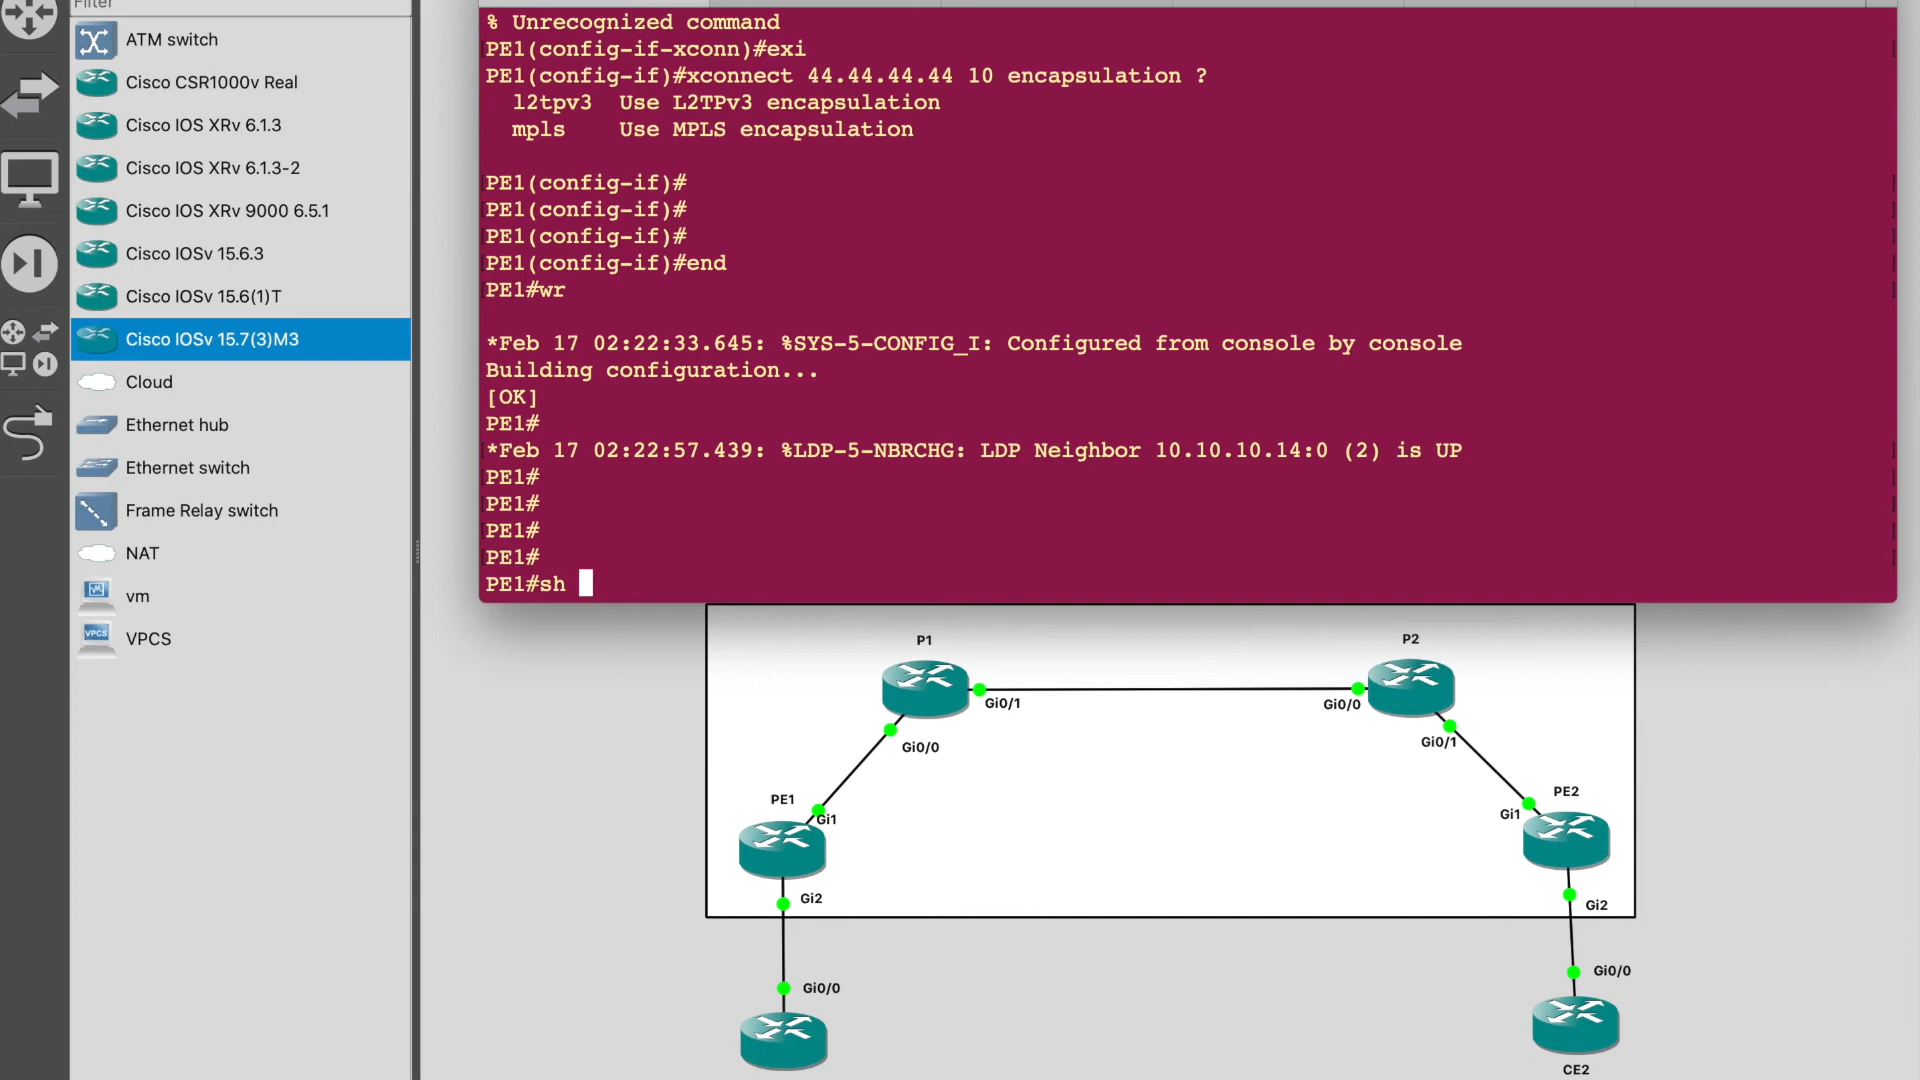 Filter
ATM switch
Cisco CSR1000v Real
Cisco IOS XRv 6.1.3
Cisco IOS XRv 6.1.3-2
Cisco IOS XRv 9000 6.5.1
Cisco IOSv 15.6.3
Cisco IOSv 15.6(1)T
Cisco IOSv 15.7(3)M3
Cloud
Ethernet hub
Ethernet switch
Frame Relay switch
NAT
vm
VPCS
VPCS
% Unrecognized command
PE1(config-if-xconn)#exi
PE1(config-if)#xconnect 44.44.44.44 10 encapsulation ?
l2tpv3  Use L2TPv3 encapsulation
mpls    Use MPLS encapsulation
PE1(config-if)#
PE1(config-if)#
PE1(config-if)#
PE1(config-if)#end
PE1#wr
*Feb 17 02:22:33.645: %SYS-5-CONFIG_I: Configured from console by console
Building configuration...
[OK]
PE1#
*Feb 17 02:22:57.439: %LDP-5-NBRCHG: LDP Neighbor 10.10.10.14:0 (2) is UP
PE1#
PE1#
PE1#
PE1#
PE1#sh
P1
P2
Gi0/1
Gi0/0
Gi0/0
Gi0/1
PE1
PE2
Gi1
Gi1
Gi2
Gi2
Gi0/0
Gi0/0
CE2